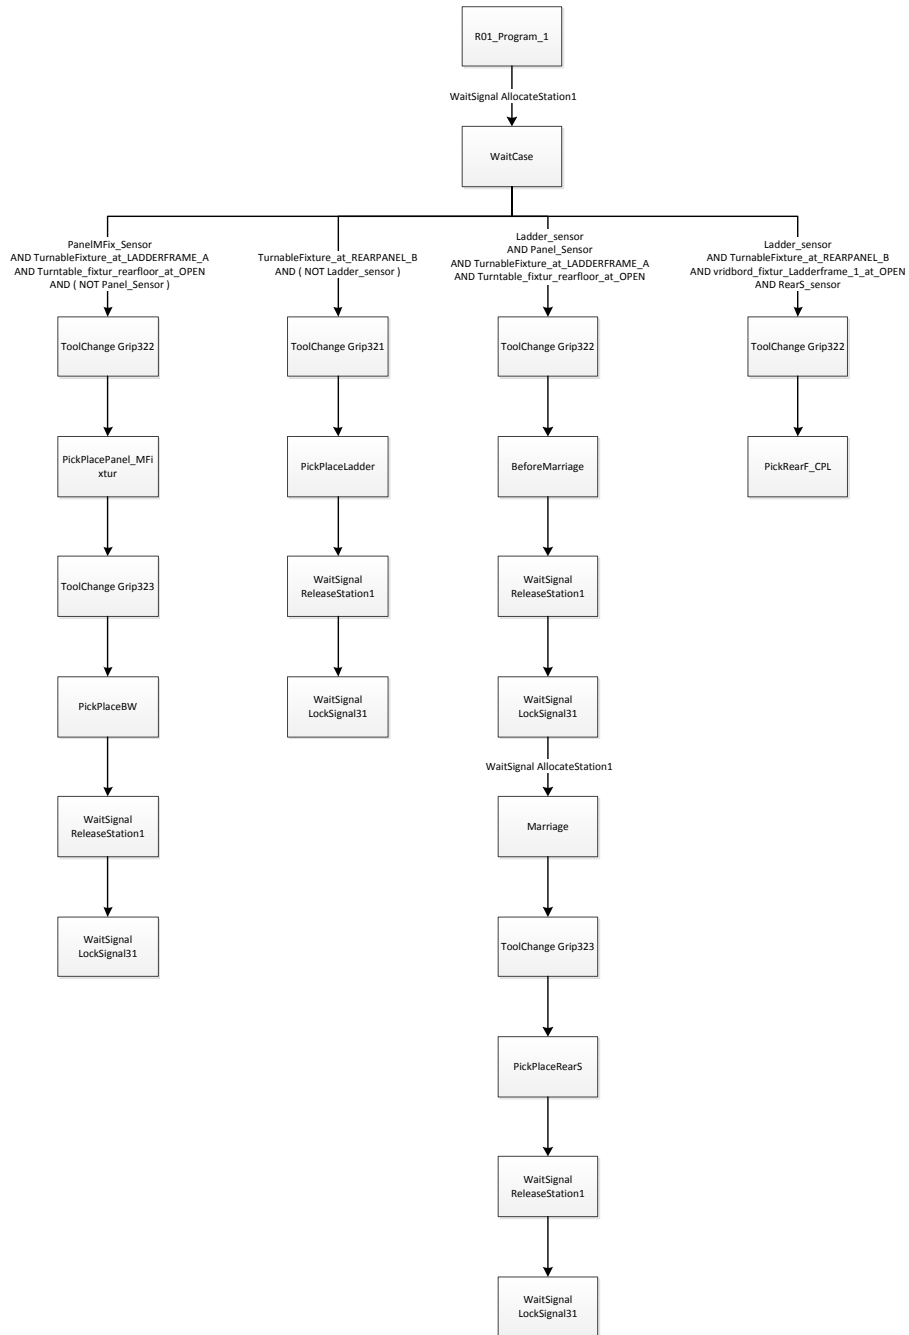 R01_Program_1
WaitSignal AllocateStation1
WaitCase
PanelMFix_Sensor
AND TurnableFixture_at_LADDERFRAME_A
AND Turntable_fixtur_rearfloor_at_OPEN
AND ( NOT Panel_Sensor )
ToolChange Grip322
PickPlacePanel_MFi
xtur
ToolChange Grip323
PickPlaceBW
WaitSignal
ReleaseStation1
WaitSignal
LockSignal31
TurnableFixture_at_REARPANEL_B
AND ( NOT Ladder_sensor )
ToolChange Grip321
PickPlaceLadder
WaitSignal
ReleaseStation1
WaitSignal
LockSignal31
Ladder_sensor
AND Panel_Sensor
AND TurnableFixture_at_LADDERFRAME_A
AND Turntable_fixtur_rearfloor_at_OPEN
ToolChange Grip322
BeforeMarriage
WaitSignal
ReleaseStation1
WaitSignal
LockSignal31
WaitSignal AllocateStation1
Marriage
ToolChange Grip323
PickPlaceRearS
WaitSignal
ReleaseStation1
WaitSignal
LockSignal31
Ladder_sensor
AND TurnableFixture_at_REARPANEL_B
AND vridbord_fixtur_Ladderframe_1_at_OPEN
AND RearS_sensor
ToolChange Grip322
PickRearF_CPL